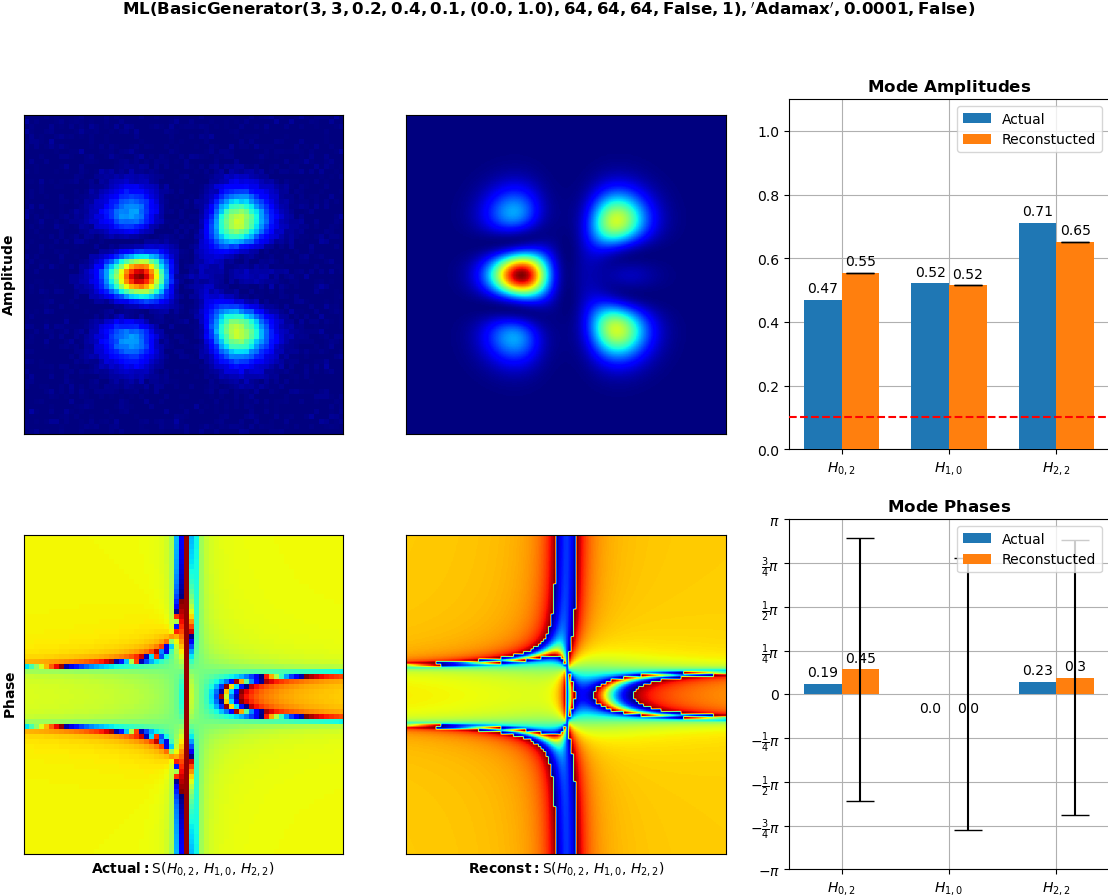 ML(BasicGenerator(3, 3, 0.2, 0.4, 0.1, (0.0, 1.0), 64, 64, 64, False, 1), ′Adamax′, 0.0001, False)
Amplitude
Mode Amplitudes
Actual
Reconstucted
1.0
0.8
0.6
0.4
0.2
0.0
0.47
0.55
0.52
0.52
0.71
0.65
H0, 2
H1, 0
H2, 2
Phase
Actual: S(H0, 2, H1, 0, H2, 2)
Reconst: S(H0, 2, H1, 0, H2, 2)
Mode Phases
Actual
Reconstucted
π
3/4π
1/2π
1/4π
0
−1/4π
−1/2π
−3/4π
−π
0.19
0.45
0.0
0.0
0.23
0.3
H0, 2
H1, 0
H2, 2